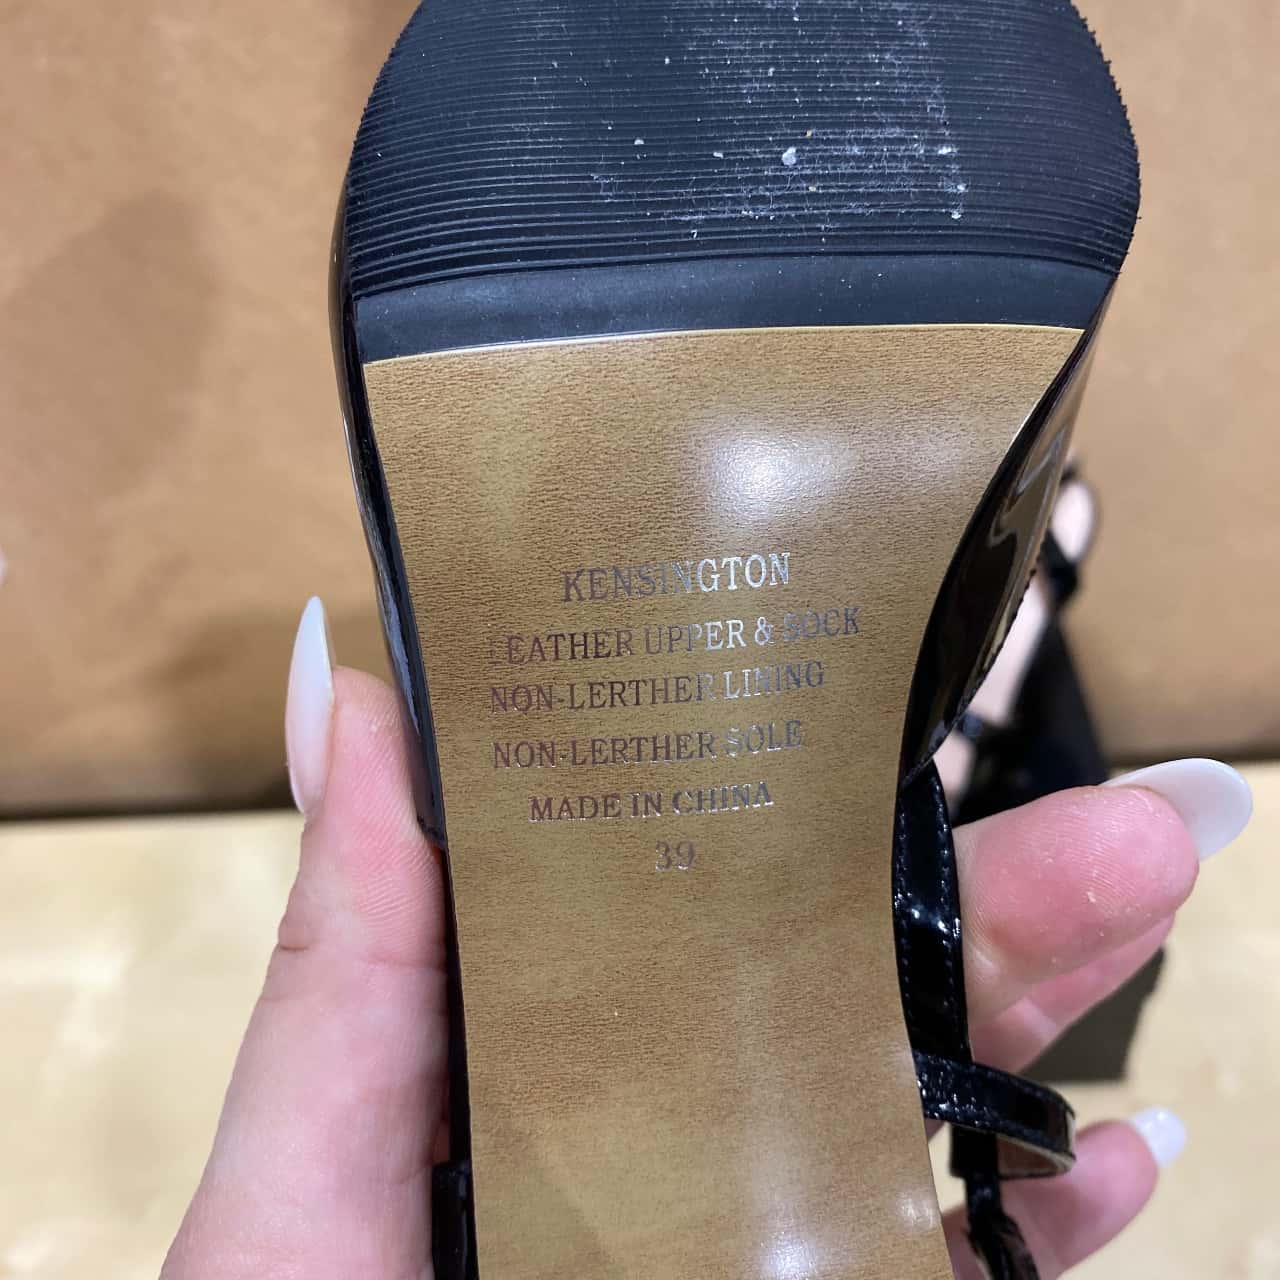 KENSINGTON
LEATHER UPPER & SOCK
NON-LERTHER LINING
NON-LERTHER SOLE
MADE IN CHINA
39